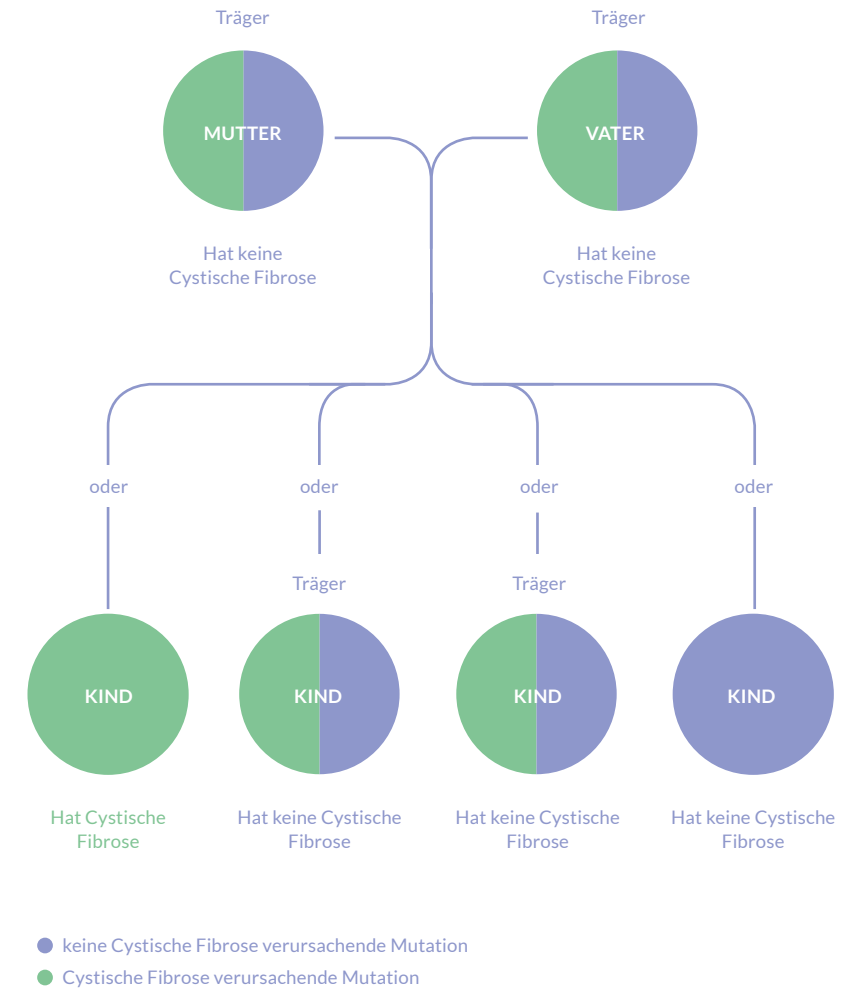 Träger
Träger
MUTTER
VATER
Hat keine
Cystische Fibrose
Hat keine
Cystische Fibrose
oder
oder
oder
oder
Träger
Träger
KIND
KIND
KIND
KIND
Hat Cystische
Fibrose
Hat keine Cystische
Fibrose
Hat keine Cystische
Fibrose
Hat keine Cystische
Fibrose
keine Cystische Fibrose verursachende Mutation
Cystische Fibrose verursachende Mutation